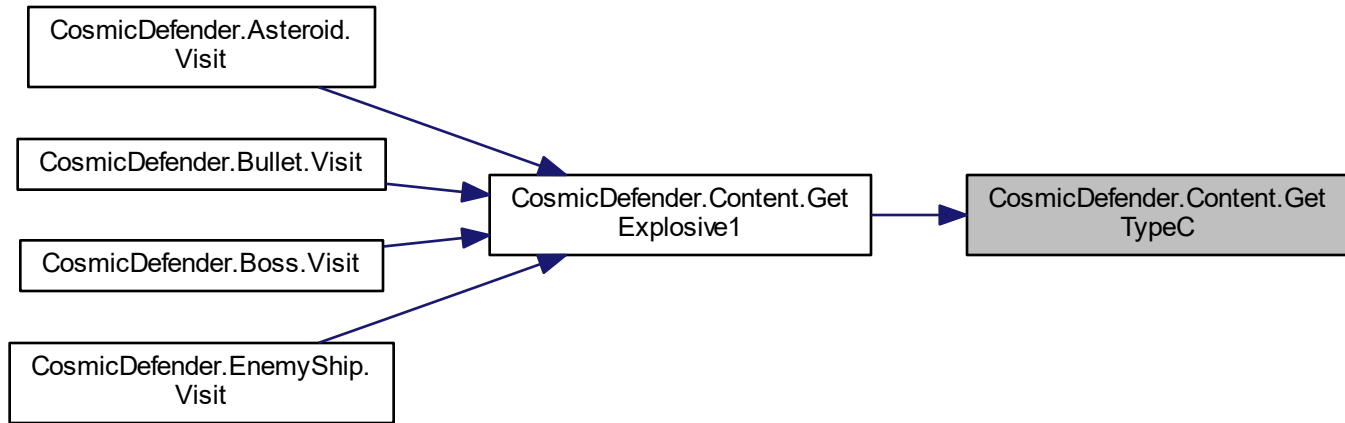 CosmicDefender.Asteroid.
Visit
CosmicDefender.Bullet.Visit
CosmicDefender.Boss.Visit
CosmicDefender.EnemyShip.
Visit
CosmicDefender.Content.Get
Explosive1
CosmicDefender.Content.Get
TypeC